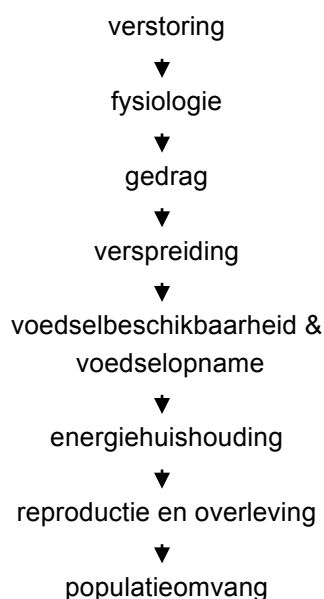 verstoring
fysiologie
gedrag
verspreiding
voedselbeschikbaarheid &
voedselopname
energiehuishouding
reproductie en overleving
populatieomvang